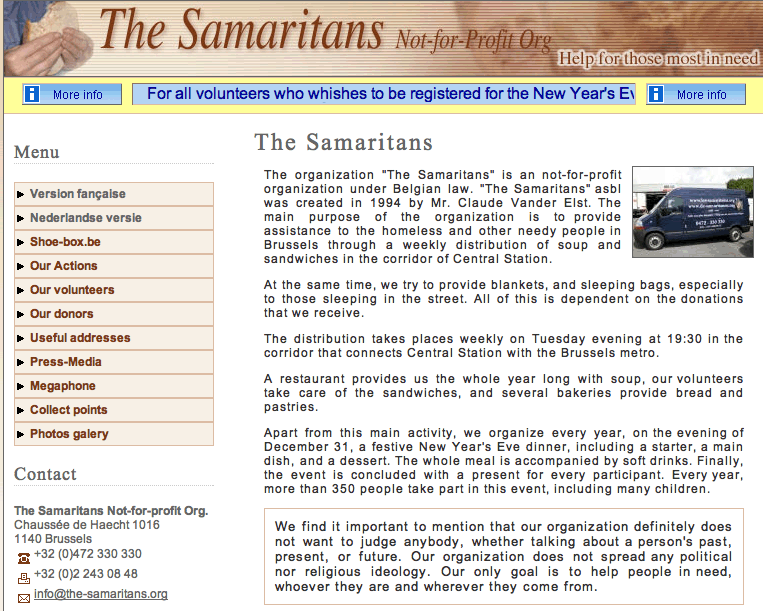 The Samaritans Not-for-Profit Org
Help for those most in need
More info
For all volunteers who whishes to be registered for the New Year's Ev
More info
Menu
Version fançaise
Nederlandse versie
Shoe-box.be
Our Actions
Our volunteers
Our donors
Useful addresses
Press-Media
Megaphone
Collect points
Photos galery
Contact
The Samaritans Not-for-profit Org.
Chaussée de Haecht 1016
1140 Brussels
+32 (0)472 330 330
+32 (0)2 243 08 48
info@the-samaritans.org
The Samaritans
The organization "The Samaritans" is an not-for-profit
organization under Belgian law. "The Samaritans" asbl
was created in 1994 by Mr. Claude Vander Elst. The
main purpose of the organization is to provide
assistance to the homeless and other needy people in
Brussels through a weekly distribution of soup and
sandwiches in the corridor of Central Station.
At the same time, we try to provide blankets, and sleeping bags, especially
to those sleeping in the street. All of this is dependent on the donations
that we receive.
The distribution takes places weekly on Tuesday evening at 19:30 in the
corridor that connects Central Station with the Brussels metro.
A restaurant provides us the whole year long with soup, our volunteers
take care of the sandwiches, and several bakeries provide bread and
pastries.
Apart from this main activity, we organize every year, on the evening of
December 31, a festive New Year's Eve dinner, including a starter, a main
dish, and a dessert. The whole meal is accompanied by soft drinks. Finally,
the event is concluded with a present for every participant. Every year,
more than 350 people take part in this event, including many children.
We find it important to mention that our organization definitely does
not want to judge anybody, whether talking about a person's past,
present, or future. Our organization does not spread any political
nor religious ideology. Our only goal is to help people in need,
whoever they are and wherever they come from.
0472 - 330 330